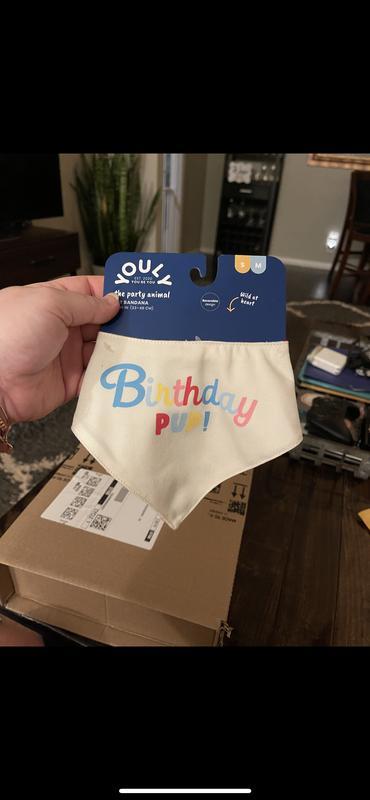 YOULY
EST. 2020
YOU BE YOU
the party animal
BANDANA
Reversible
design
Wild at
heart
S M
Birthday
PUP!